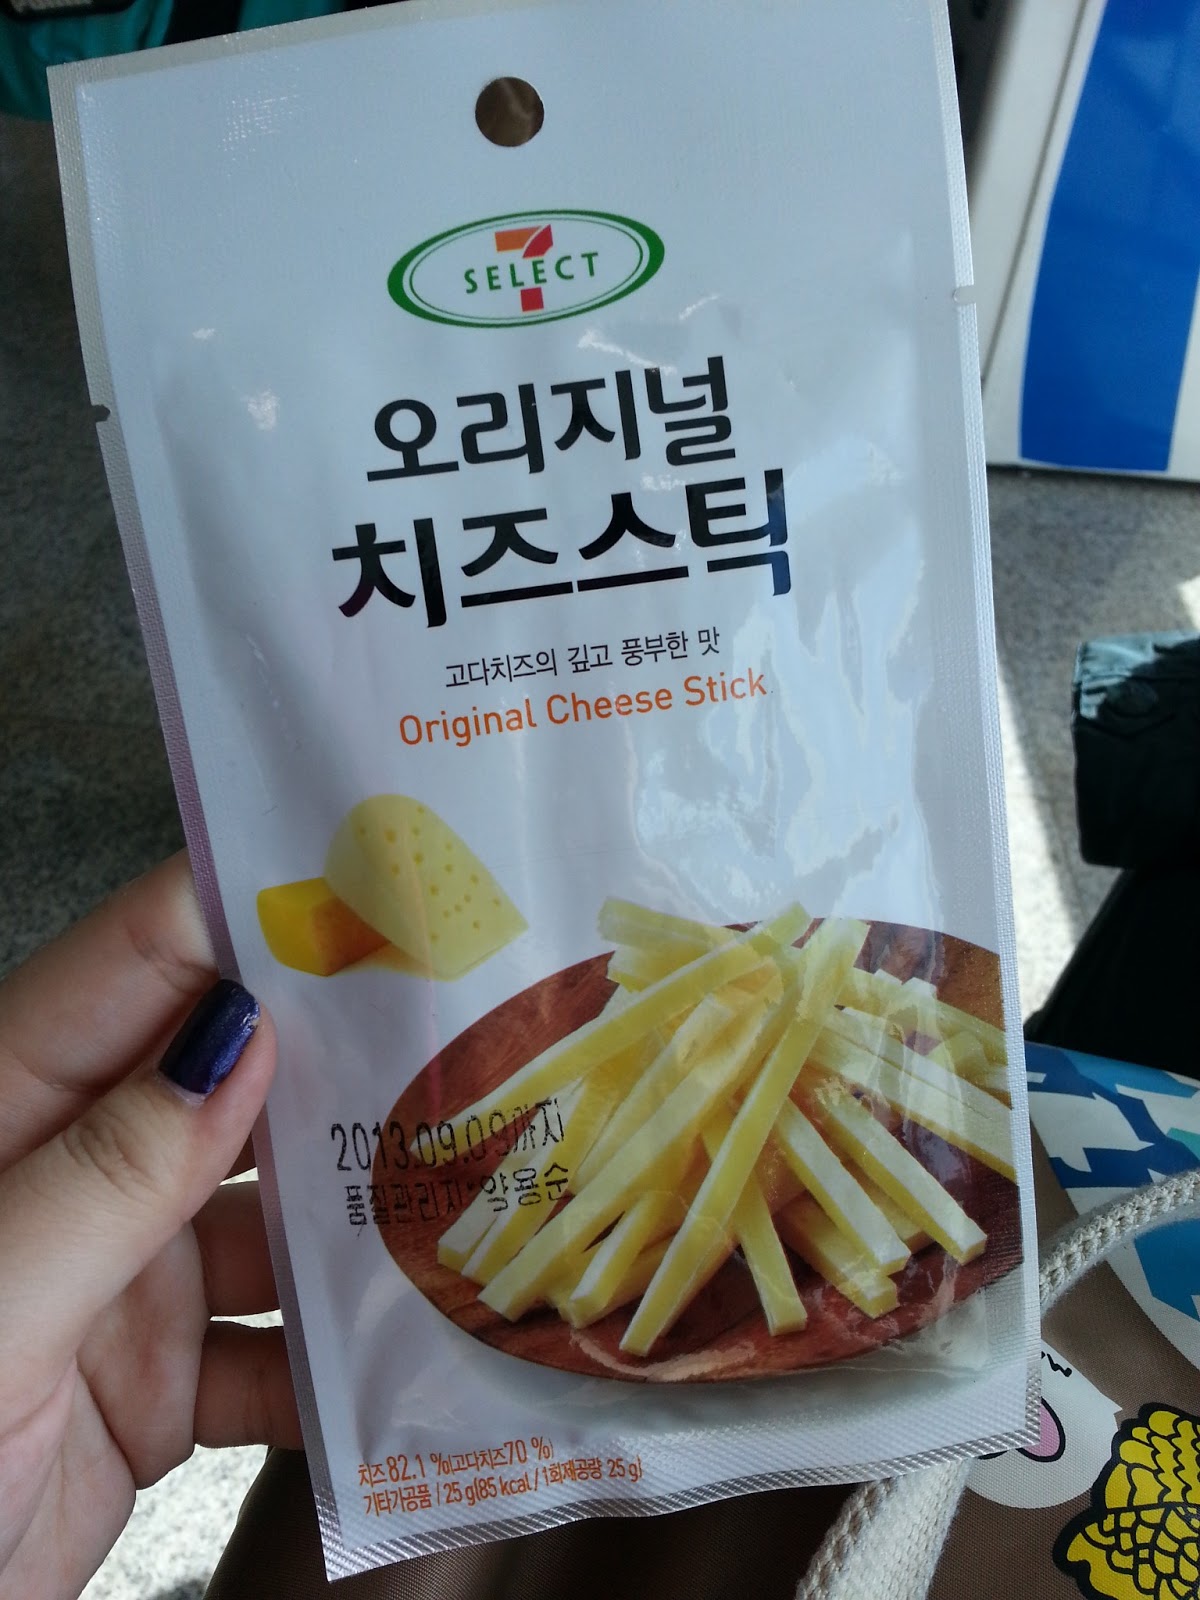 7
SELECT
오리지널
치즈스틱
고다치즈의 깊고 풍부한 맛
Original Cheese Stick
2013.09.09까지
품질관리자:약용순
치즈 82.1 %(고다치즈70 %)
기타가공품 / 25 g(85 kcal / 1회제공량 25 g)